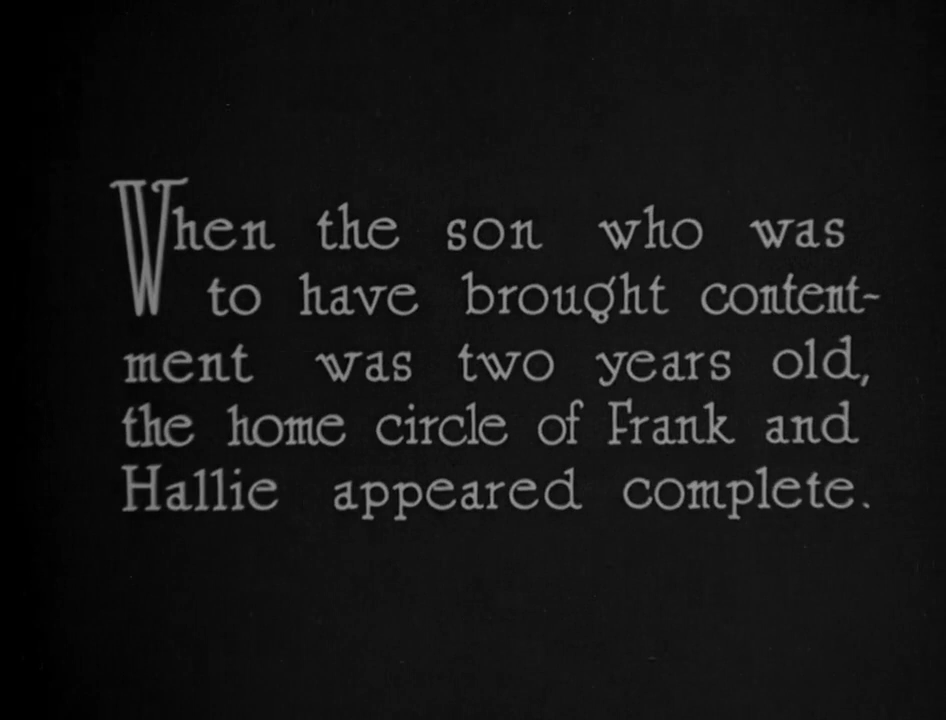 When the son who was
to have brought content-
ment was two years old,
the home circle of Frank and
Hallie appeared complete.